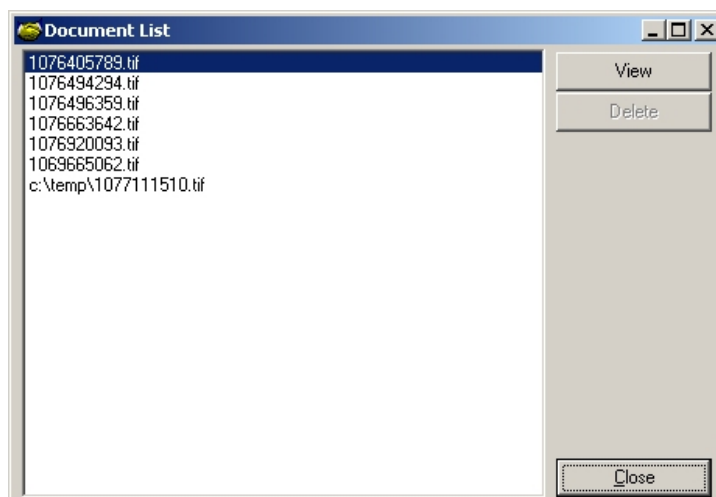 Document List
1076405789.tif
1076494294.tif
1076496359.tif
1076663642.tif
1076920093.tif
1069665062.tif
c:\temp\1077111510.tif
View
Delete
Close